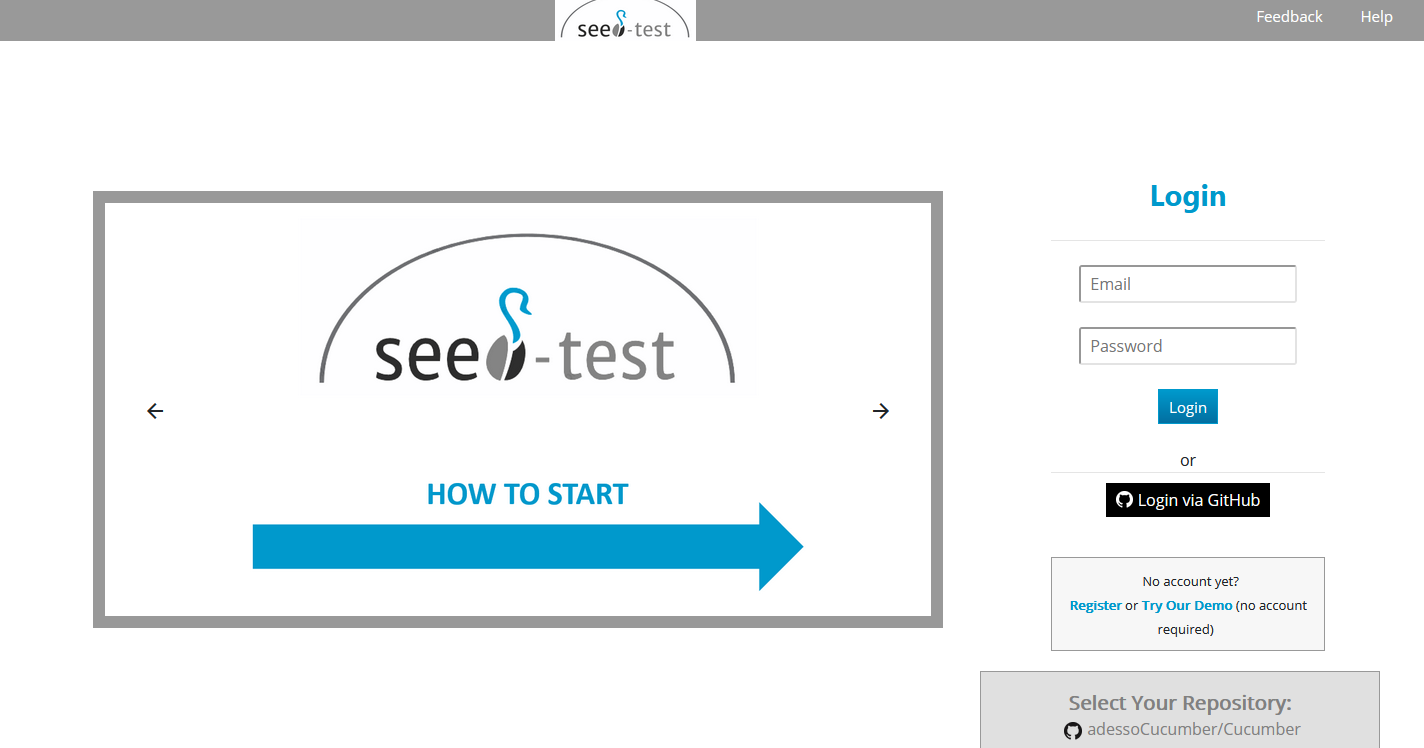 seed-test
Feedback
Help
seed-test
HOW TO START
Login
Email
Password
Login
or
Login via GitHub
No account yet?
Register or Try Our Demo (no account
required)
Select Your Repository:
adessoCucumber/Cucumber